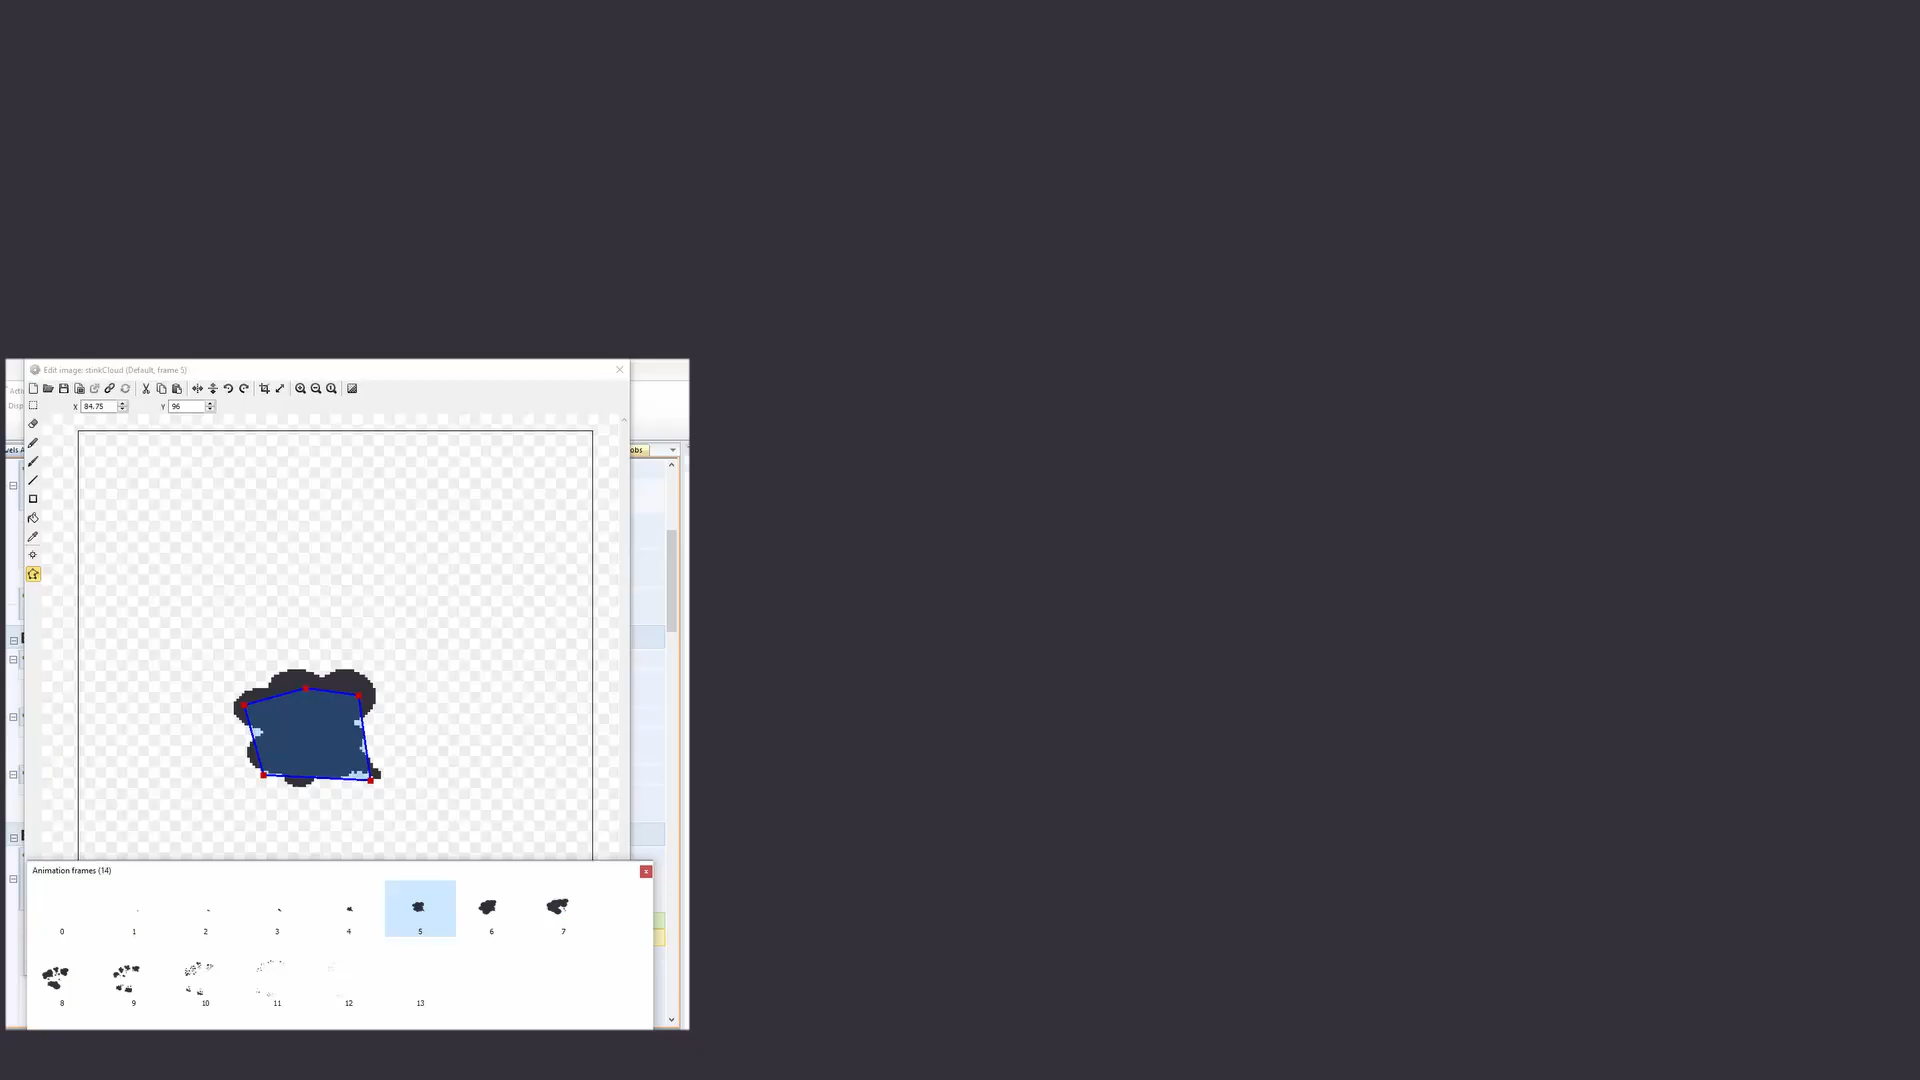 Edit image: stinkCloud (Default, frame 5)
X 84.75 Y 96
Animation frames (14)
0 1 2 3 4 5 6 7
8 9 10 11 12 13